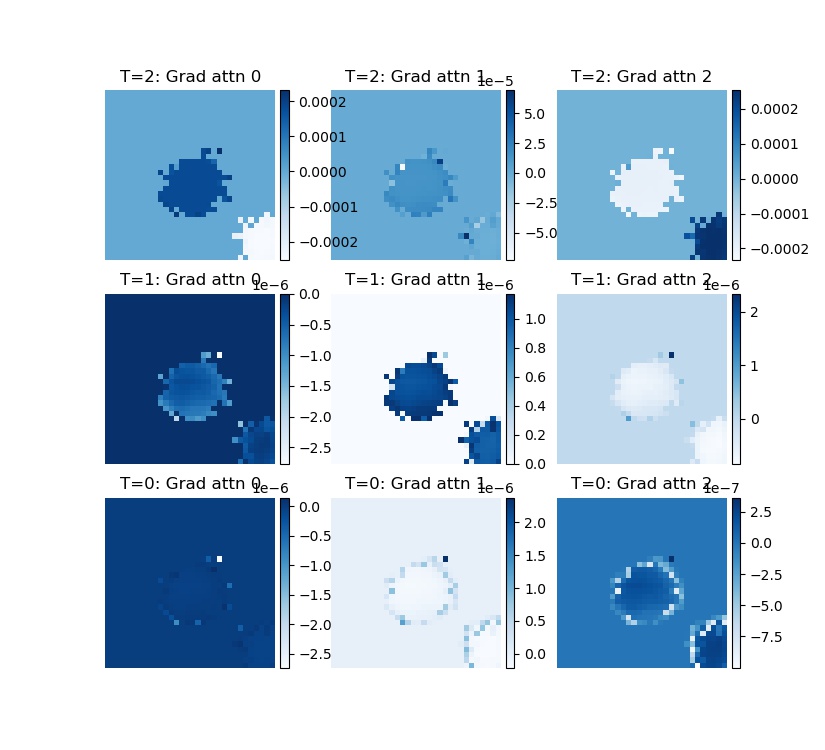 T=2: Grad attn 0
T=2: Grad attn 1
T=2: Grad attn 2
0.0002
0.0001
0.0000
−0.0001
−0.0002
1e−5
5.0
2.5
0.0
−2.5
−5.0
0.0002
0.0001
0.0000
−0.0001
−0.0002
T=1: Grad attn 0
T=1: Grad attn 1
T=1: Grad attn 2
1e−6
0.0
−0.5
−1.0
−1.5
−2.0
−2.5
1e−6
1.0
0.8
0.6
0.4
0.2
0.0
1e−6
2
1
0
T=0: Grad attn 0
T=0: Grad attn 1
T=0: Grad attn 2
1e−6
0.0
−0.5
−1.0
−1.5
−2.0
−2.5
1e−6
2.0
1.5
1.0
0.5
0.0
1e−7
2.5
0.0
−2.5
−5.0
−7.5